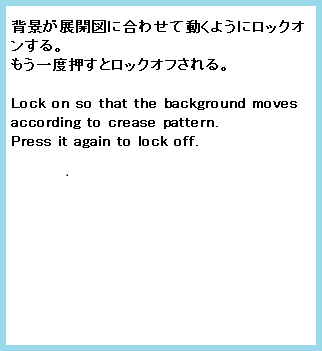 背景が展開図に合わせて動くようにロックオ
ンする。
もう一度押すとロックオフされる。
Lock on so that the background moves
according to crease pattern.
Press it again to lock off.
.